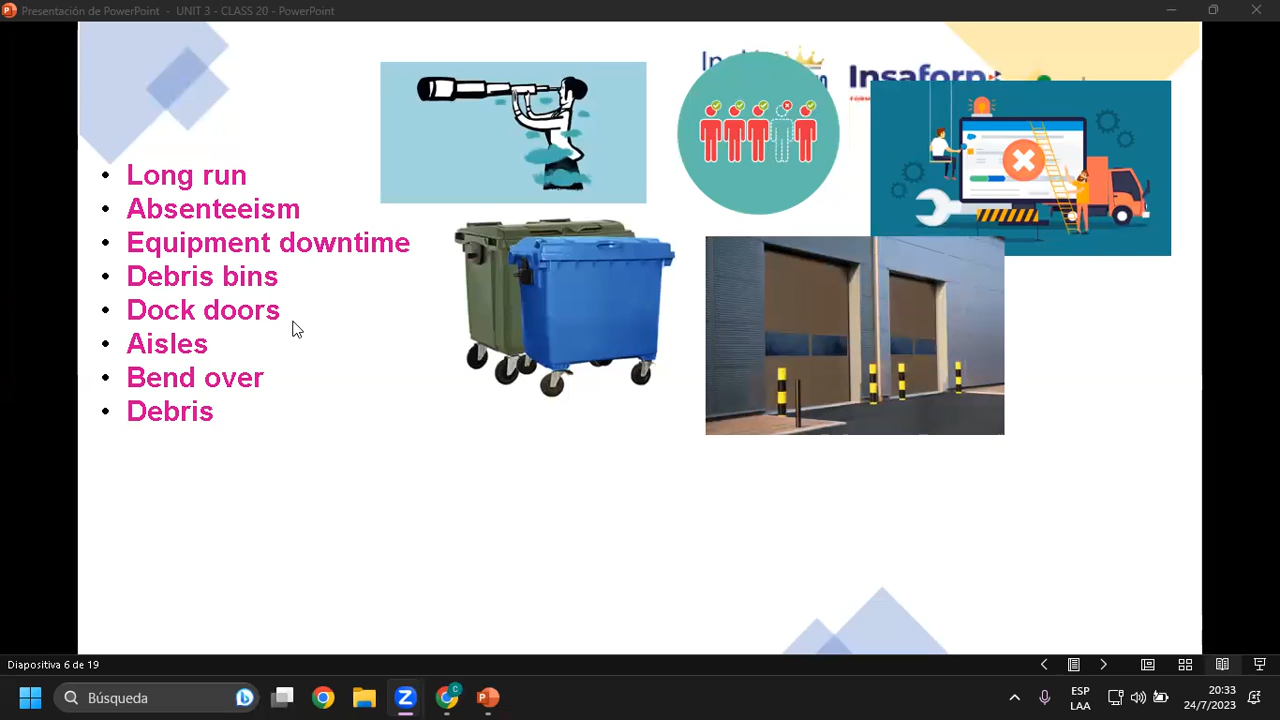 Presentación de PowerPoint - UNIT 3 - CLASS 20 - PowerPoint
Insaforp
Long run
Absenteeism
Equipment downtime
Debris bins
Dock doors
Aisles
Bend over
Debris
Diapositiva 6 de 19
Búsqueda
ESP
LAA
20:33
24/7/2023